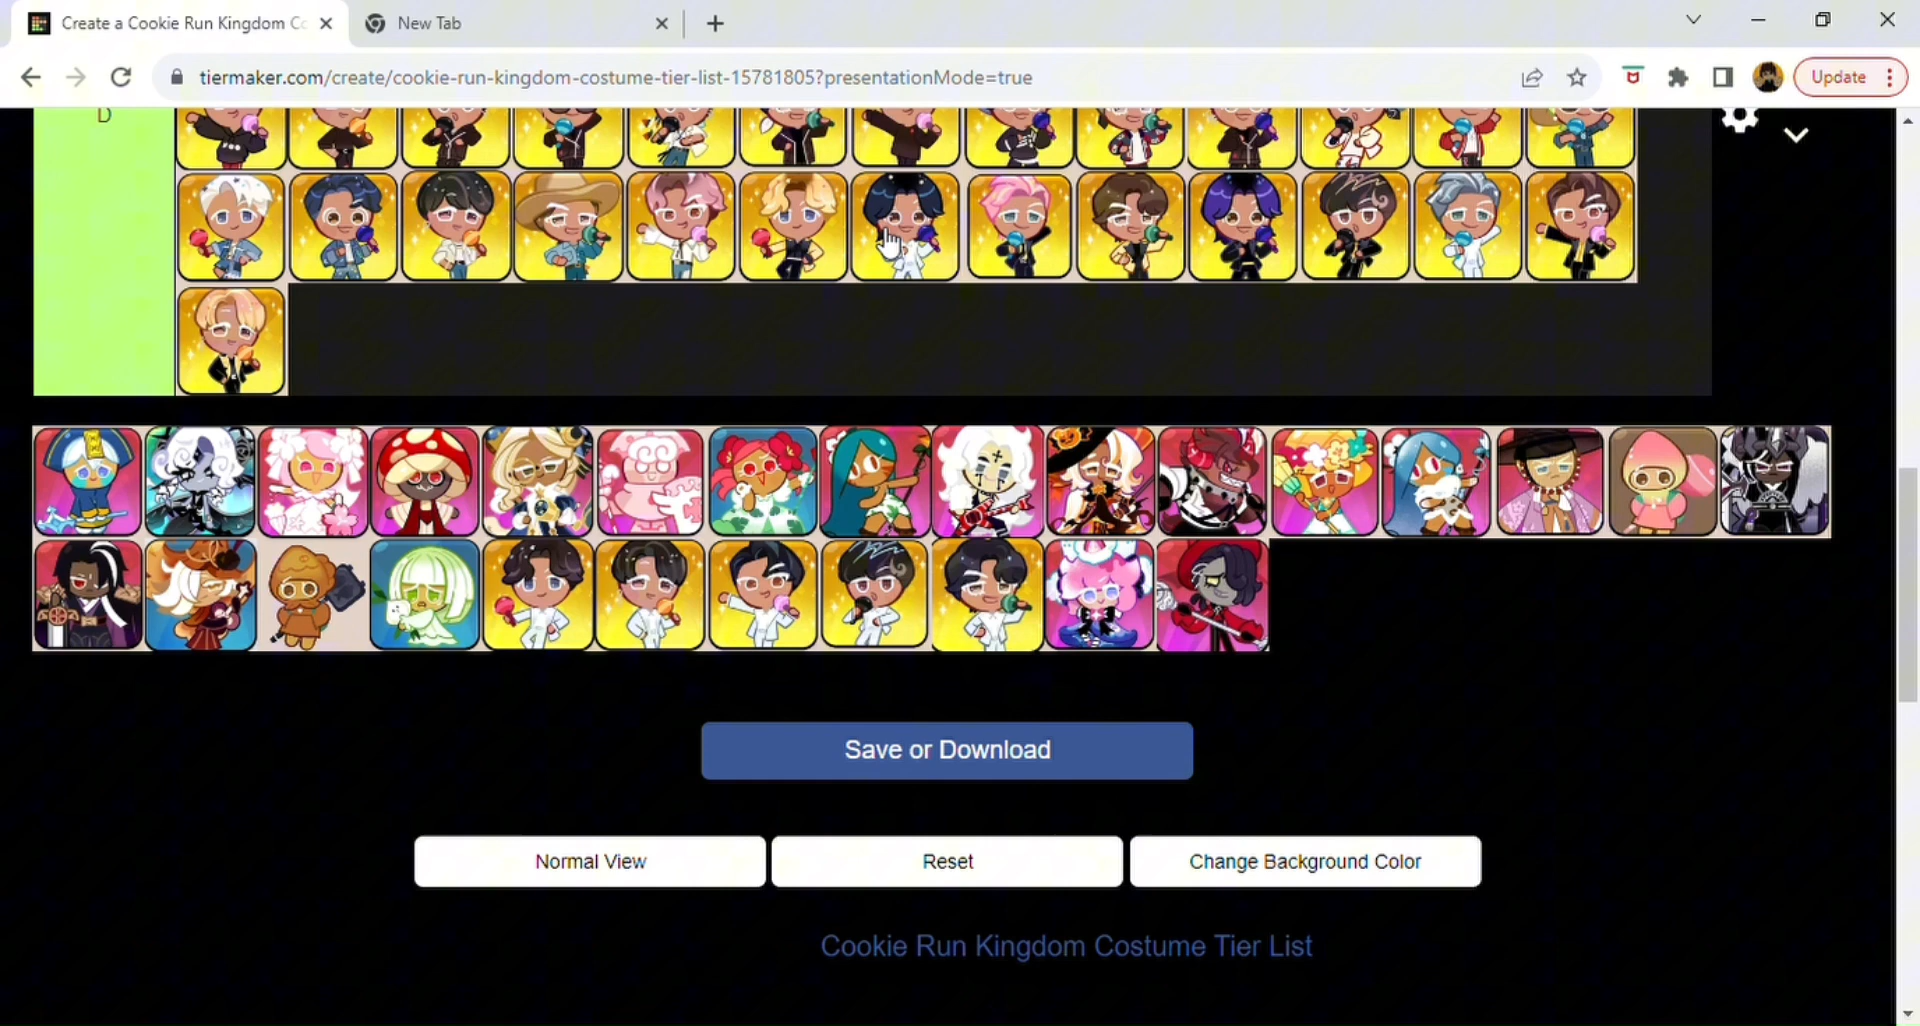 Create a Cookie Run Kingdom Co
New Tab
tiermaker.com/create/cookie-run-kingdom-costume-tier-list-15781805?presentationMode=true
Update
D
Save or Download
Normal View
Reset
Change Background Color
Cookie Run Kingdom Costume Tier List